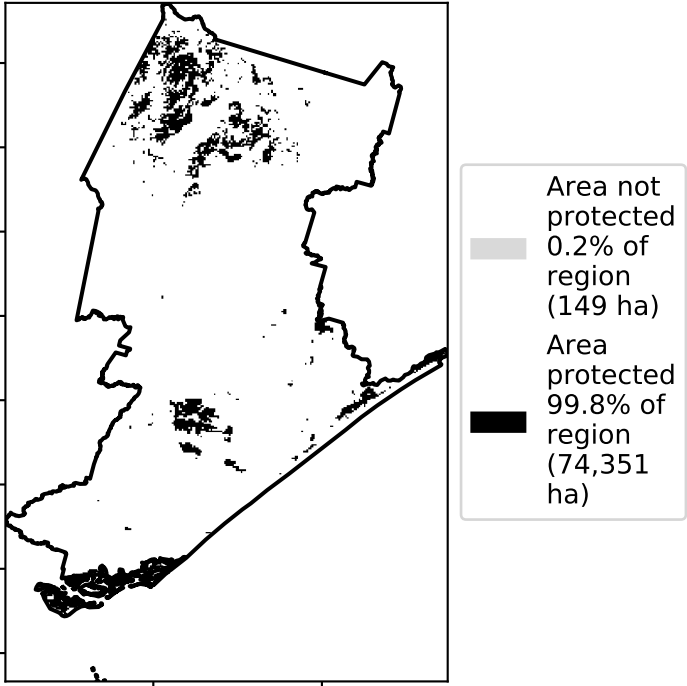 Area not
protected
0.2% of
region
(149 ha)
Area
protected
99.8% of
region
(74,351
ha)